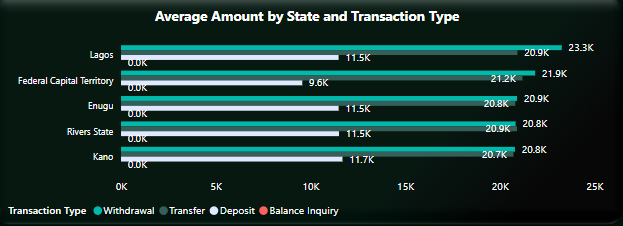 Average Amount by State and Transaction Type
Lagos 23.3K
20.9K
11.5K
0.0K
Federal Capital Territory 21.9K
21.2K
9.6K
0.0K
Enugu 20.9K
20.8K
11.5K
0.0K
Rivers State 20.8K
20.9K
11.5K
0.0K
Kano 20.8K
20.7K
11.7K
0.0K
0K 5K 10K 15K 20K 25K
Transaction Type Withdrawal Transfer Deposit Balance Inquiry